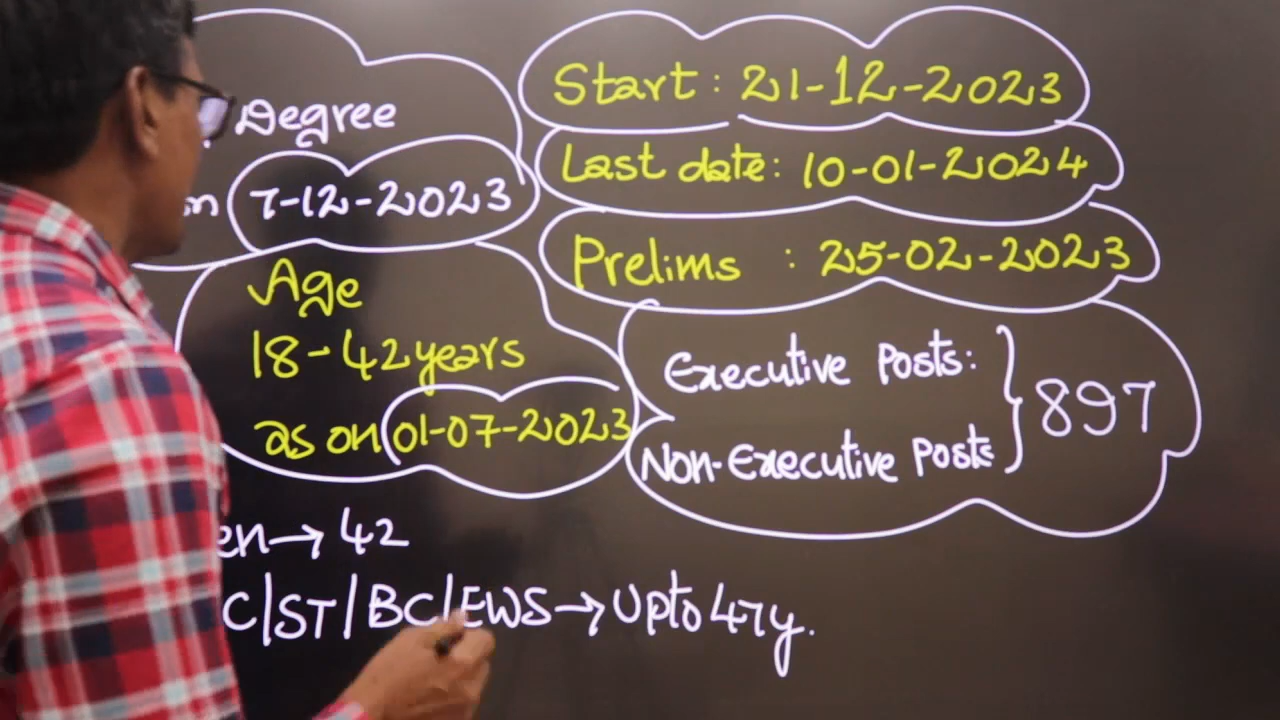 Degree
7-12-2023
Age
18-42 years
as on 01-07-2023
→ 42
ST/BC/EWS → Upto 47y.
Start : 21-12-2023
Last date: 10-01-2024
Prelims : 25-02-2023
Executive Posts:
Non-Executive Posts
897